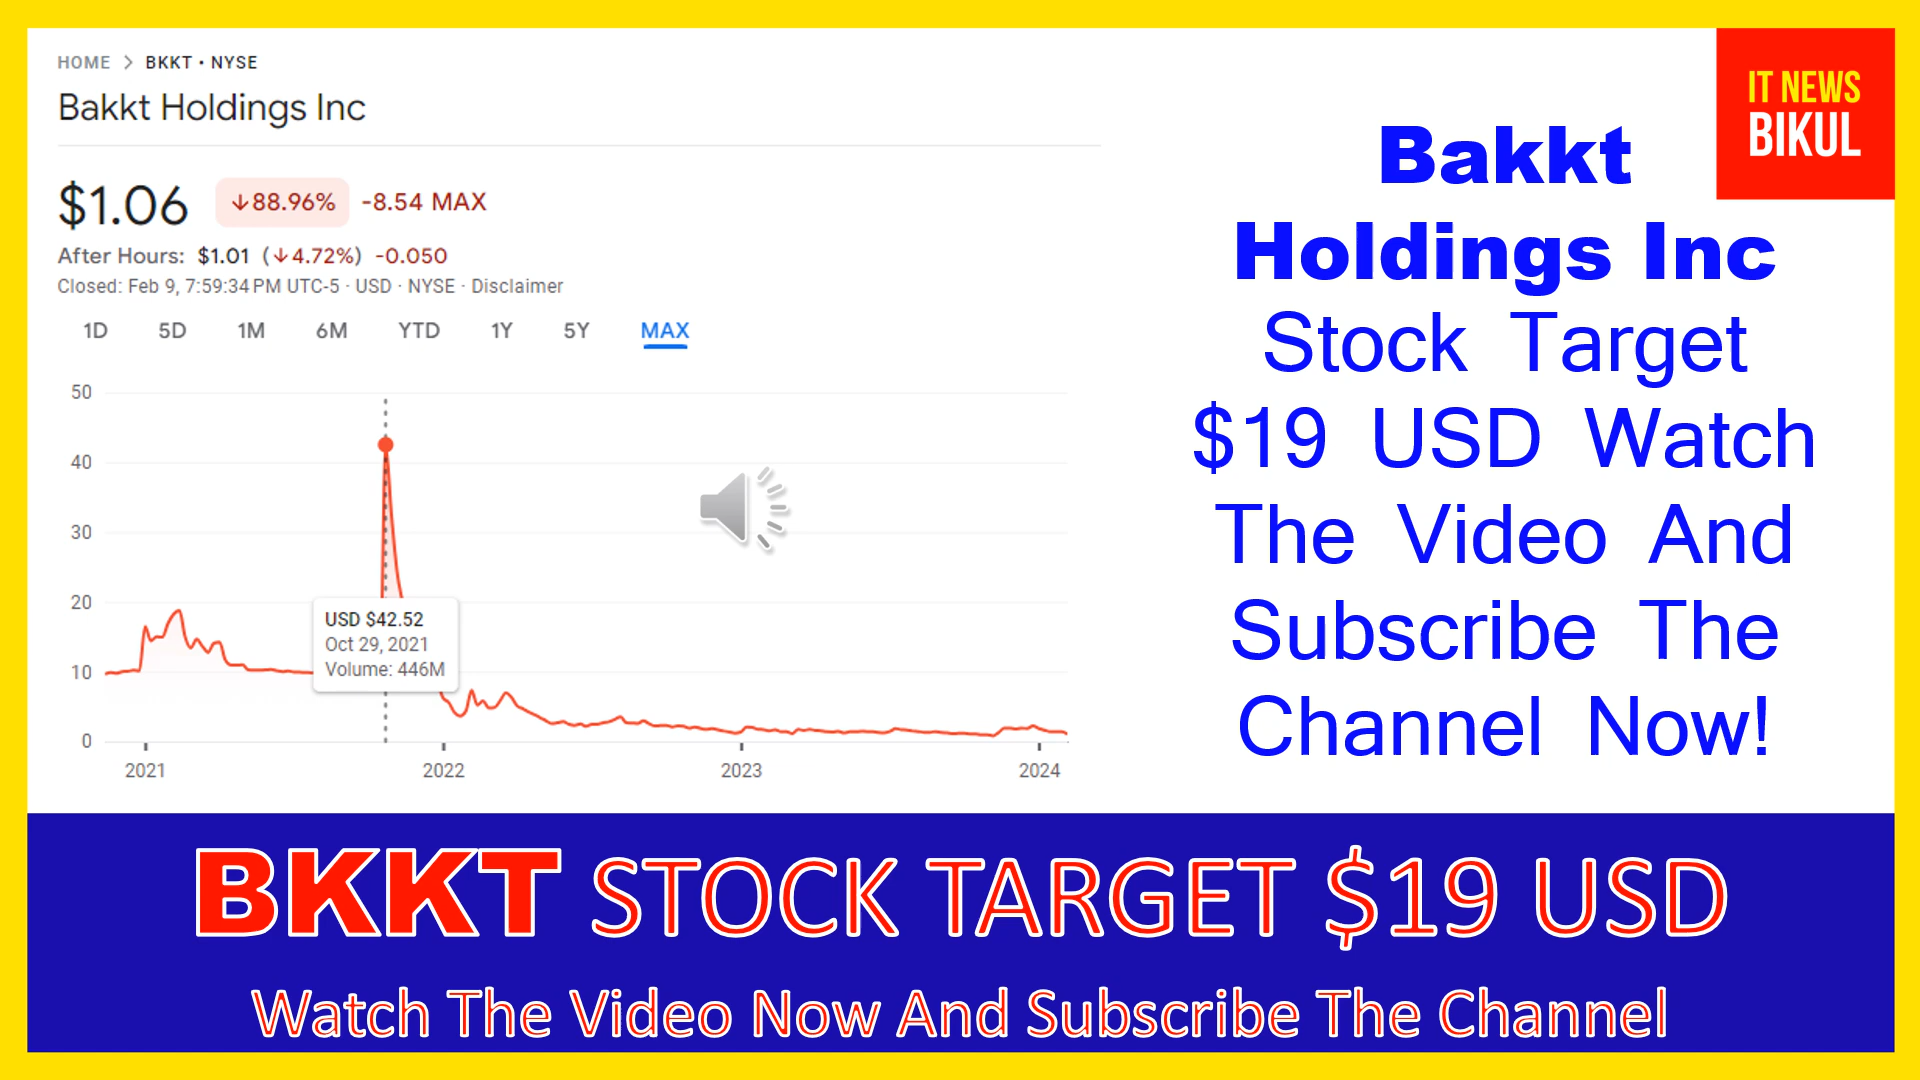 HOME > BKKT • NYSE
Bakkt Holdings Inc
$1.06 ↓88.96% -8.54 MAX
After Hours: $1.01 (↓4.72%) -0.050
Closed: Feb 9, 7:59:34 PM UTC-5 · USD · NYSE · Disclaimer
1D 5D 1M 6M YTD 1Y 5Y MAX
50
40
30
20
10
0
USD $42.52
Oct 29, 2021
Volume: 446M
2021 2022 2023 2024
IT NEWS
BIKUL
Bakkt
Holdings Inc
Stock Target
$19 USD Watch
The Video And
Subscribe The
Channel Now!
BKKT STOCK TARGET $19 USD
Watch The Video Now And Subscribe The Channel